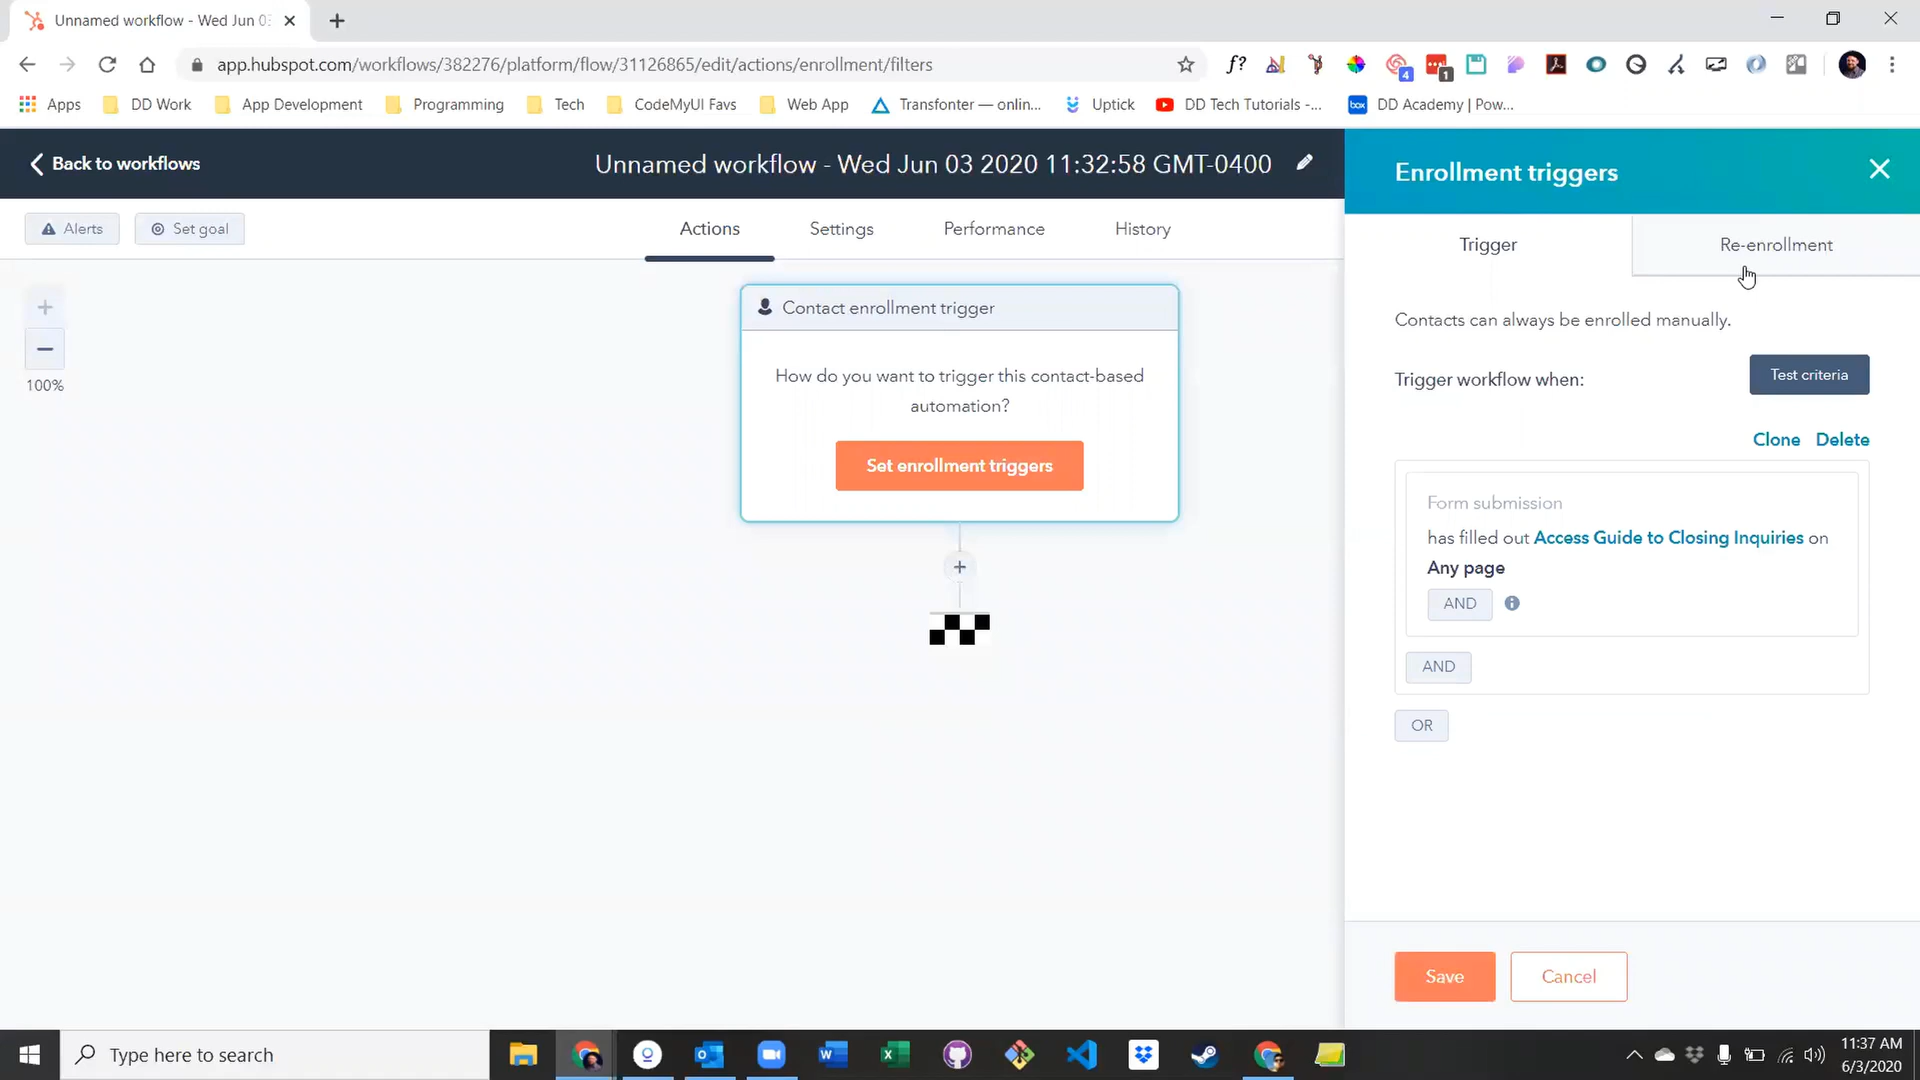 Unnamed workflow - Wed Jun 03
app.hubspot.com/workflows/382276/platform/flow/31126865/edit/actions/enrollment/filters
f?
4
1
Apps
DD Work
App Development
Programming
Tech
CodeMyUI Favs
Web App
Transfonter — onlin...
Uptick
DD Tech Tutorials -...
box
DD Academy | Pow...
Back to workflows
Unnamed workflow - Wed Jun 03 2020 11:32:58 GMT-0400
Enrollment triggers
Alerts
Set goal
Actions
Settings
Performance
History
Trigger
Re-enrollment
100%
Contact enrollment trigger
How do you want to trigger this contact-based
automation?
Set enrollment triggers
Contacts can always be enrolled manually.
Trigger workflow when:
Test criteria
Clone
Delete
Form submission
has filled out Access Guide to Closing Inquiries on
Any page
AND
AND
OR
Save
Cancel
Type here to search
11:37 AM
6/3/2020